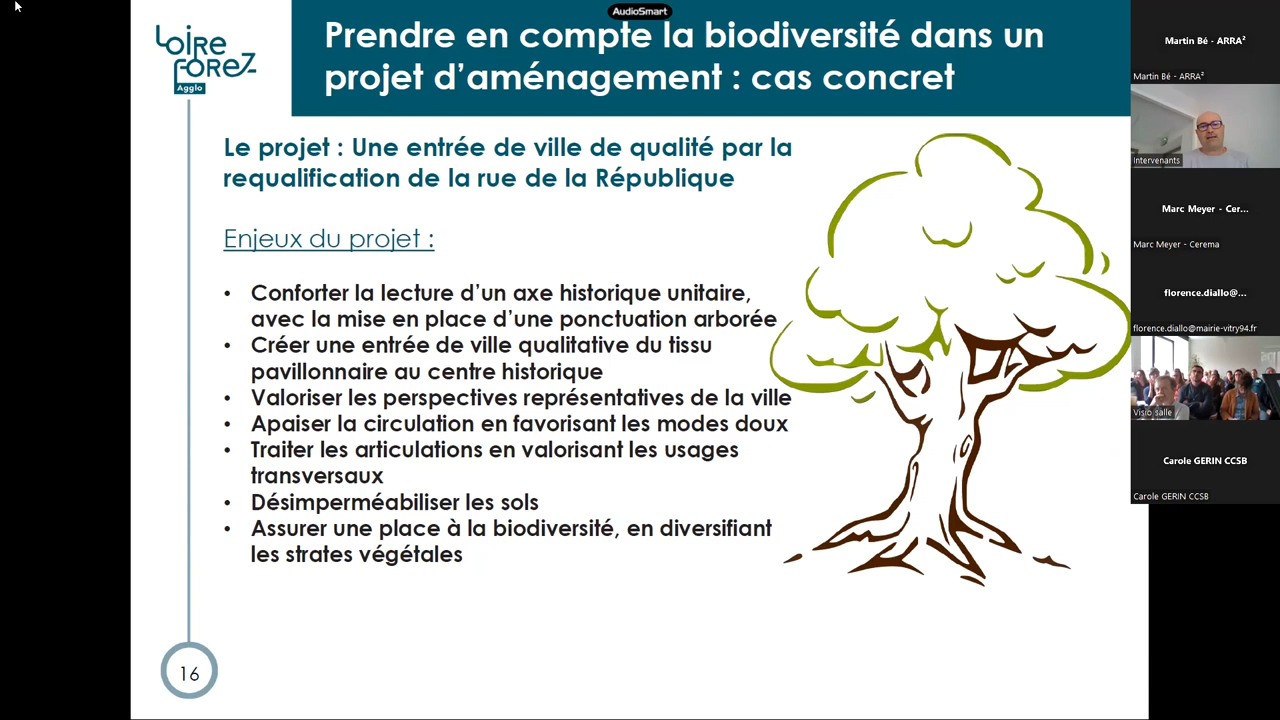 AudioSmart
Loire
Forez
Agglo
Prendre en compte la biodiversité dans un
projet d’aménagement : cas concret
Le projet : Une entrée de ville de qualité par la
requalification de la rue de la République
Enjeux du projet :
• Conforter la lecture d’un axe historique unitaire,
avec la mise en place d’une ponctuation arborée
• Créer une entrée de ville qualitative du tissu
pavillonnaire au centre historique
• Valoriser les perspectives représentatives de la ville
• Apaiser la circulation en favorisant les modes doux
• Traiter les articulations en valorisant les usages
transversaux
• Désimperméabiliser les sols
• Assurer une place à la biodiversité, en diversifiant
les strates végétales
16
Martin Bé - ARRA²
Martin Bé - ARRA²
Intervenants
Marc Meyer - Cer...
Marc Meyer - Cerema
florence.diallo@...
florence.diallo@mairie-vitry94.fr
Visio salle
Carole GERIN CCSB
Carole GERIN CCSB